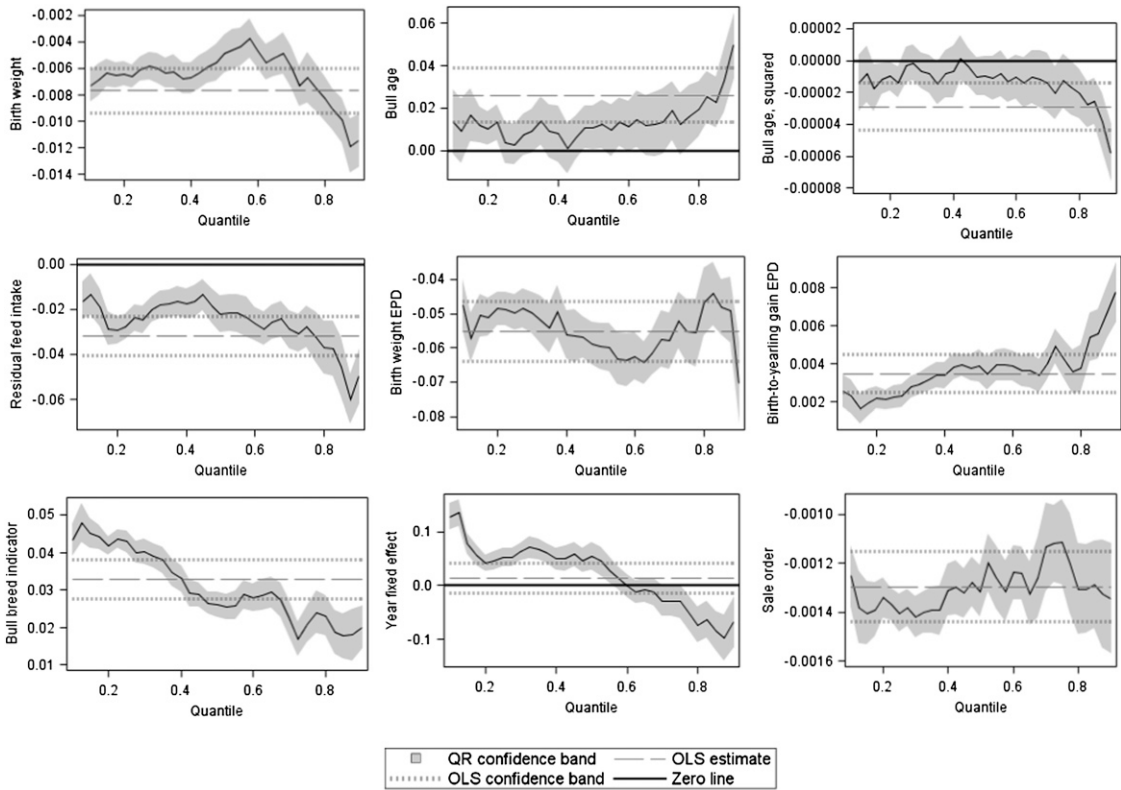 Birth weight
-0.002
-0.004
-0.006
-0.008
-0.010
-0.012
-0.014
0.2 0.4 0.6 0.8
Quantile
Bull age
0.06
0.04
0.02
0.00
0.2 0.4 0.6 0.8
Quantile
Bull age, squared
0.00002
0.00000
-0.00002
-0.00004
-0.00006
-0.00008
0.2 0.4 0.6 0.8
Quantile
Residual feed intake
0.00
-0.02
-0.04
-0.06
0.2 0.4 0.6 0.8
Quantile
Birth weight EPD
-0.04
-0.05
-0.06
-0.07
-0.08
0.2 0.4 0.6 0.8
Quantile
Birth-to-yearling gain EPD
0.008
0.006
0.004
0.002
0.2 0.4 0.6 0.8
Quantile
Bull breed indicator
0.05
0.04
0.03
0.02
0.01
0.2 0.4 0.6 0.8
Quantile
Year fixed effect
0.1
0.0
-0.1
0.2 0.4 0.6 0.8
Quantile
Sale order
-0.0010
-0.0012
-0.0014
-0.0016
0.2 0.4 0.6 0.8
Quantile
QR confidence band OLS estimate
OLS confidence band Zero line